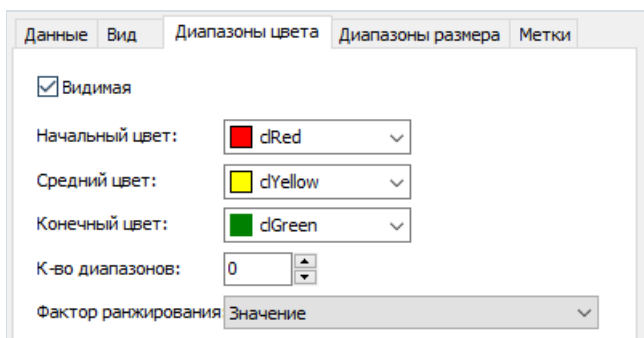 Данные Вид Диапазоны цвета Диапазоны размера Метки
Видимая
Начальный цвет: clRed
Средний цвет: clYellow
Конечный цвет: clGreen
К-во диапазонов: 0
Фактор ранжирования Значение